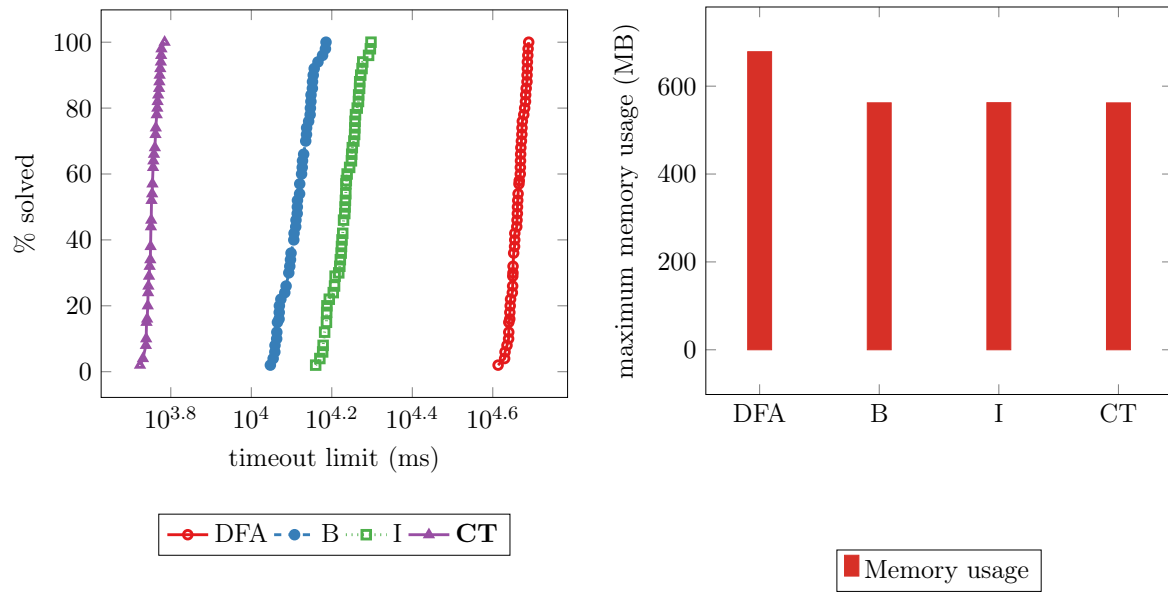 100
80
60
40
20
0
% solved
10^3.8 10^4 10^4.2 10^4.4 10^4.6
timeout limit (ms)
DFA B I CT
600
400
200
0
maximum memory usage (MB)
DFA B I CT
Memory usage